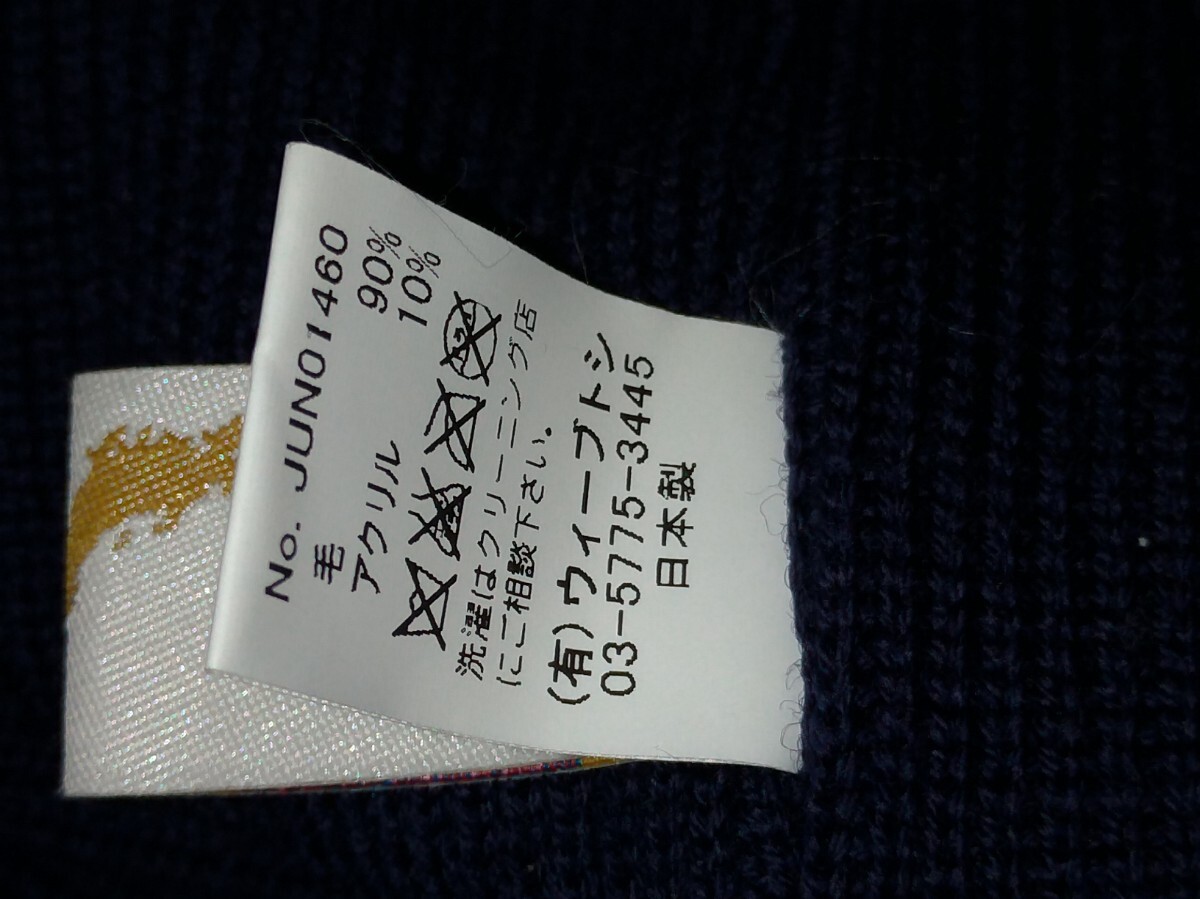 No. JUN01460
毛 90%
アクリル 10%
洗濯はクリーニング店
にご相談下さい。
(有)ウィーブトシ
03-5775-3445
日本製